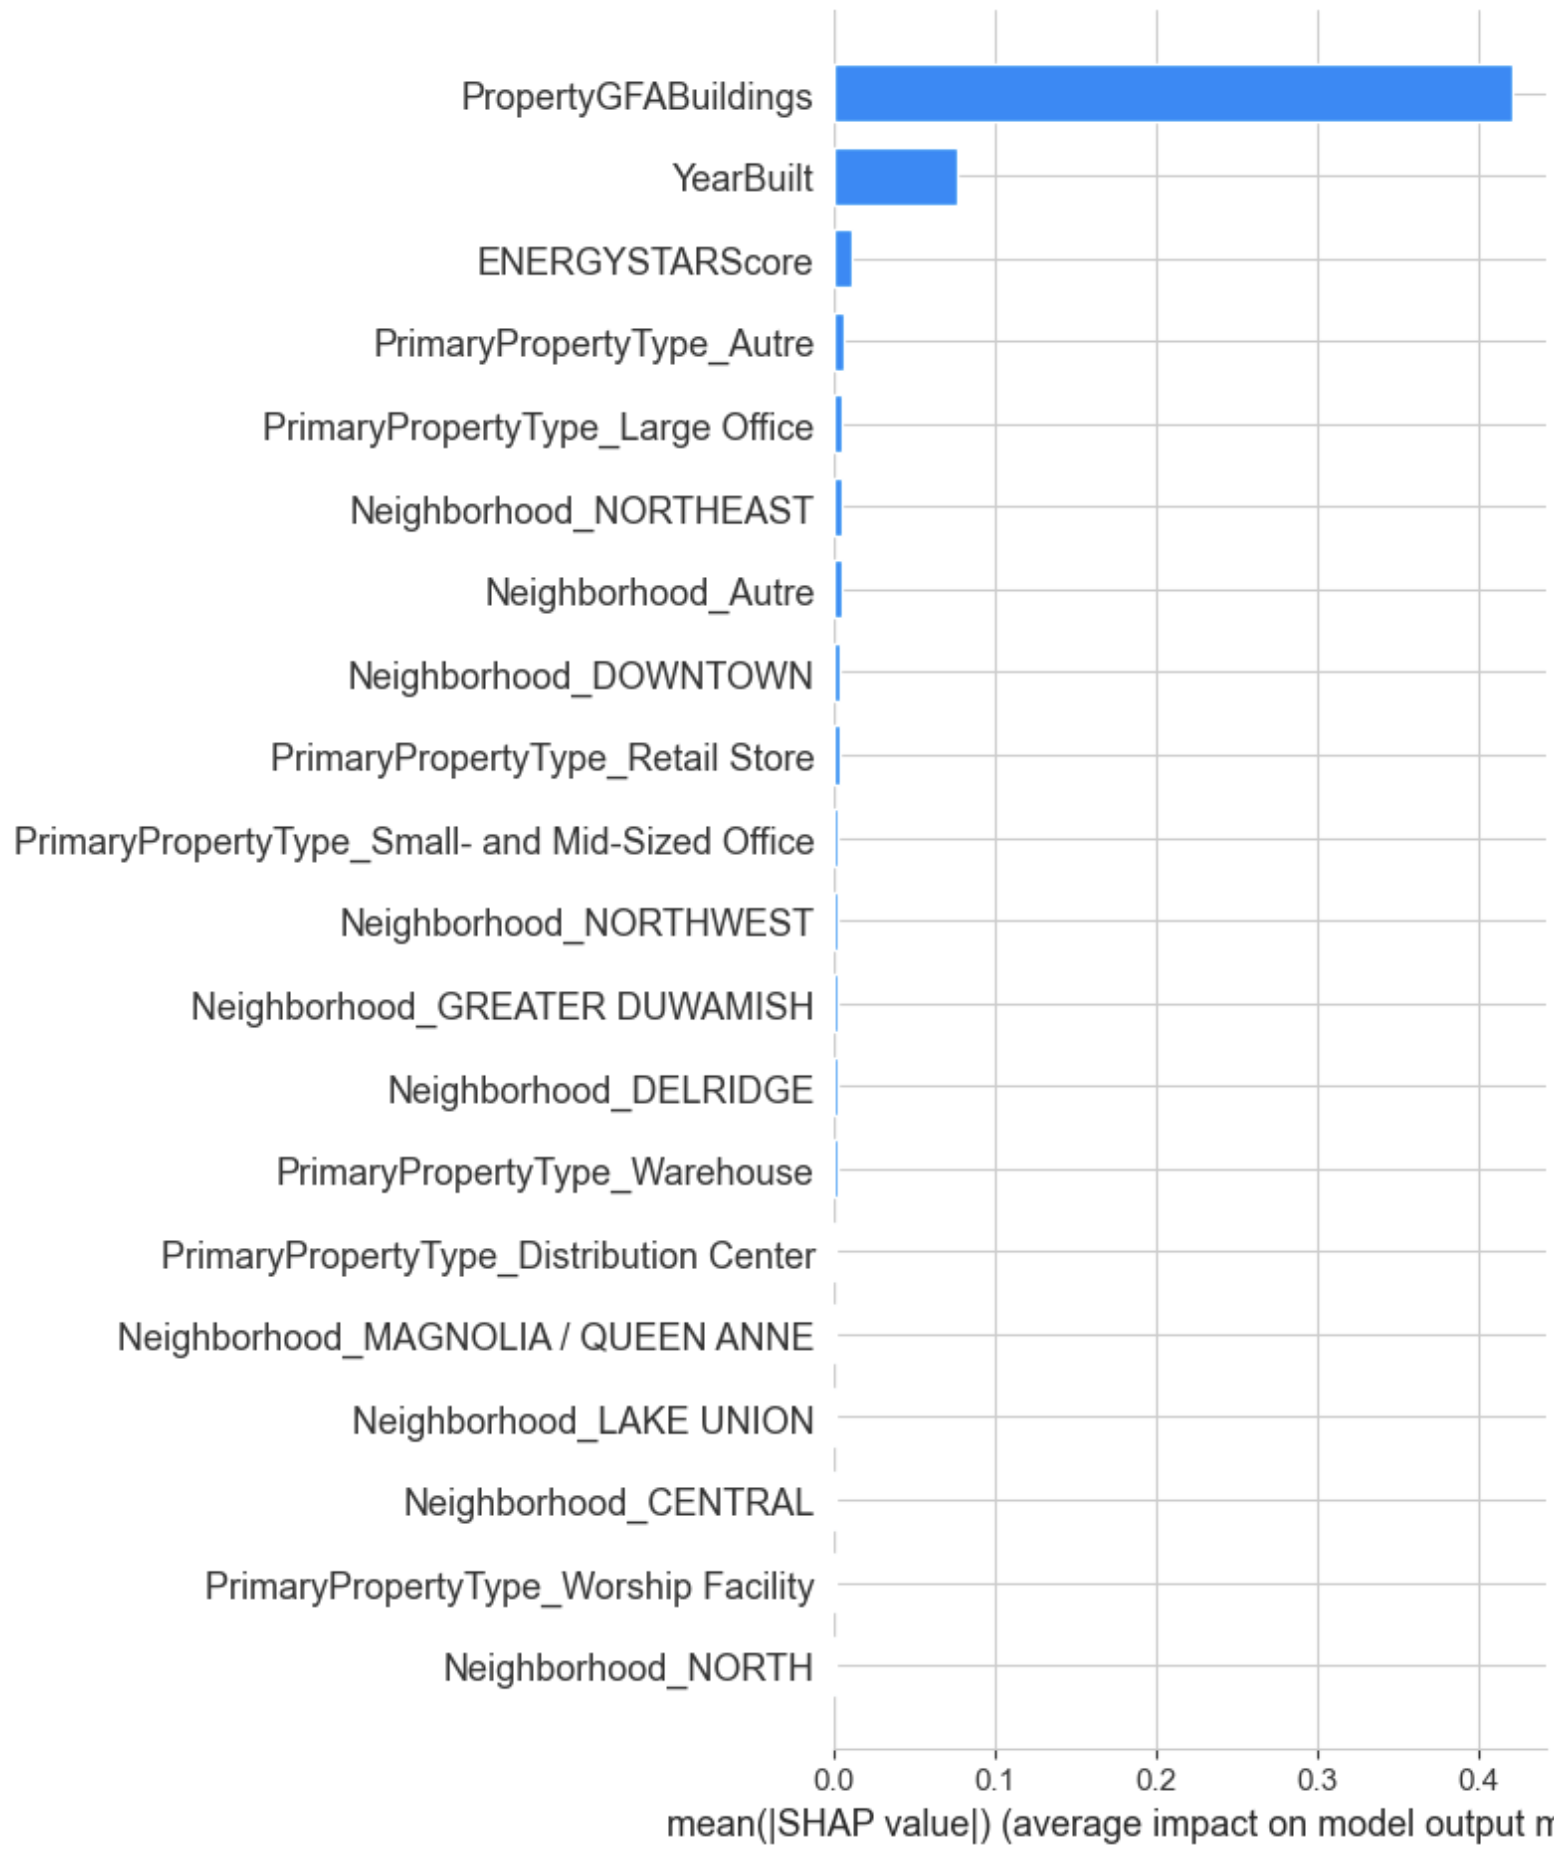 PropertyGFABuildings
YearBuilt
ENERGYSTARScore
PrimaryPropertyType_Autre
PrimaryPropertyType_Large Office
Neighborhood_NORTHEAST
Neighborhood_Autre
Neighborhood_DOWNTOWN
PrimaryPropertyType_Retail Store
PrimaryPropertyType_Small- and Mid-Sized Office
Neighborhood_NORTHWEST
Neighborhood_GREATER DUWAMISH
Neighborhood_DELRIDGE
PrimaryPropertyType_Warehouse
PrimaryPropertyType_Distribution Center
Neighborhood_MAGNOLIA / QUEEN ANNE
Neighborhood_LAKE UNION
Neighborhood_CENTRAL
PrimaryPropertyType_Worship Facility
Neighborhood_NORTH
0.0 0.1 0.2 0.3 0.4
mean(|SHAP value|) (average impact on model output